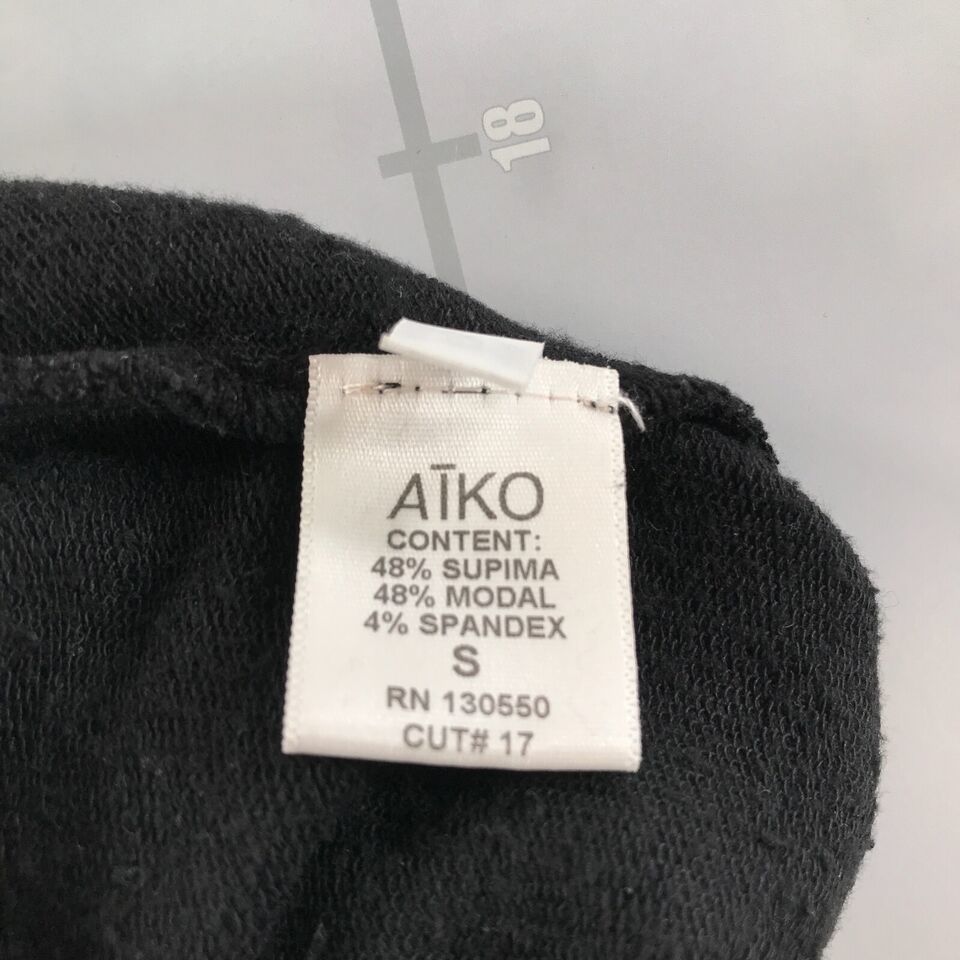 18
AĪKO
CONTENT:
48% SUPIMA
48% MODAL
4% SPANDEX
S
RN 130550
CUT# 17